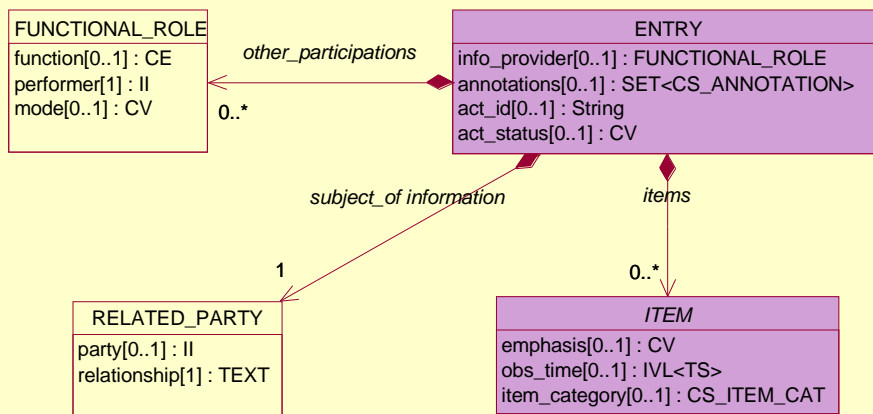 FUNCTIONAL_ROLE
function[0..1] : CE
performer[1] : II
mode[0..1] : CV
other_participations
0..*
ENTRY
info_provider[0..1] : FUNCTIONAL_ROLE
annotations[0..1] : SET<CS_ANNOTATION>
act_id[0..1] : String
act_status[0..1] : CV
subject_of information
1
items
0..*
RELATED_PARTY
party[0..1] : II
relationship[1] : TEXT
ITEM
emphasis[0..1] : CV
obs_time[0..1] : IVL<TS>
item_category[0..1] : CS_ITEM_CAT